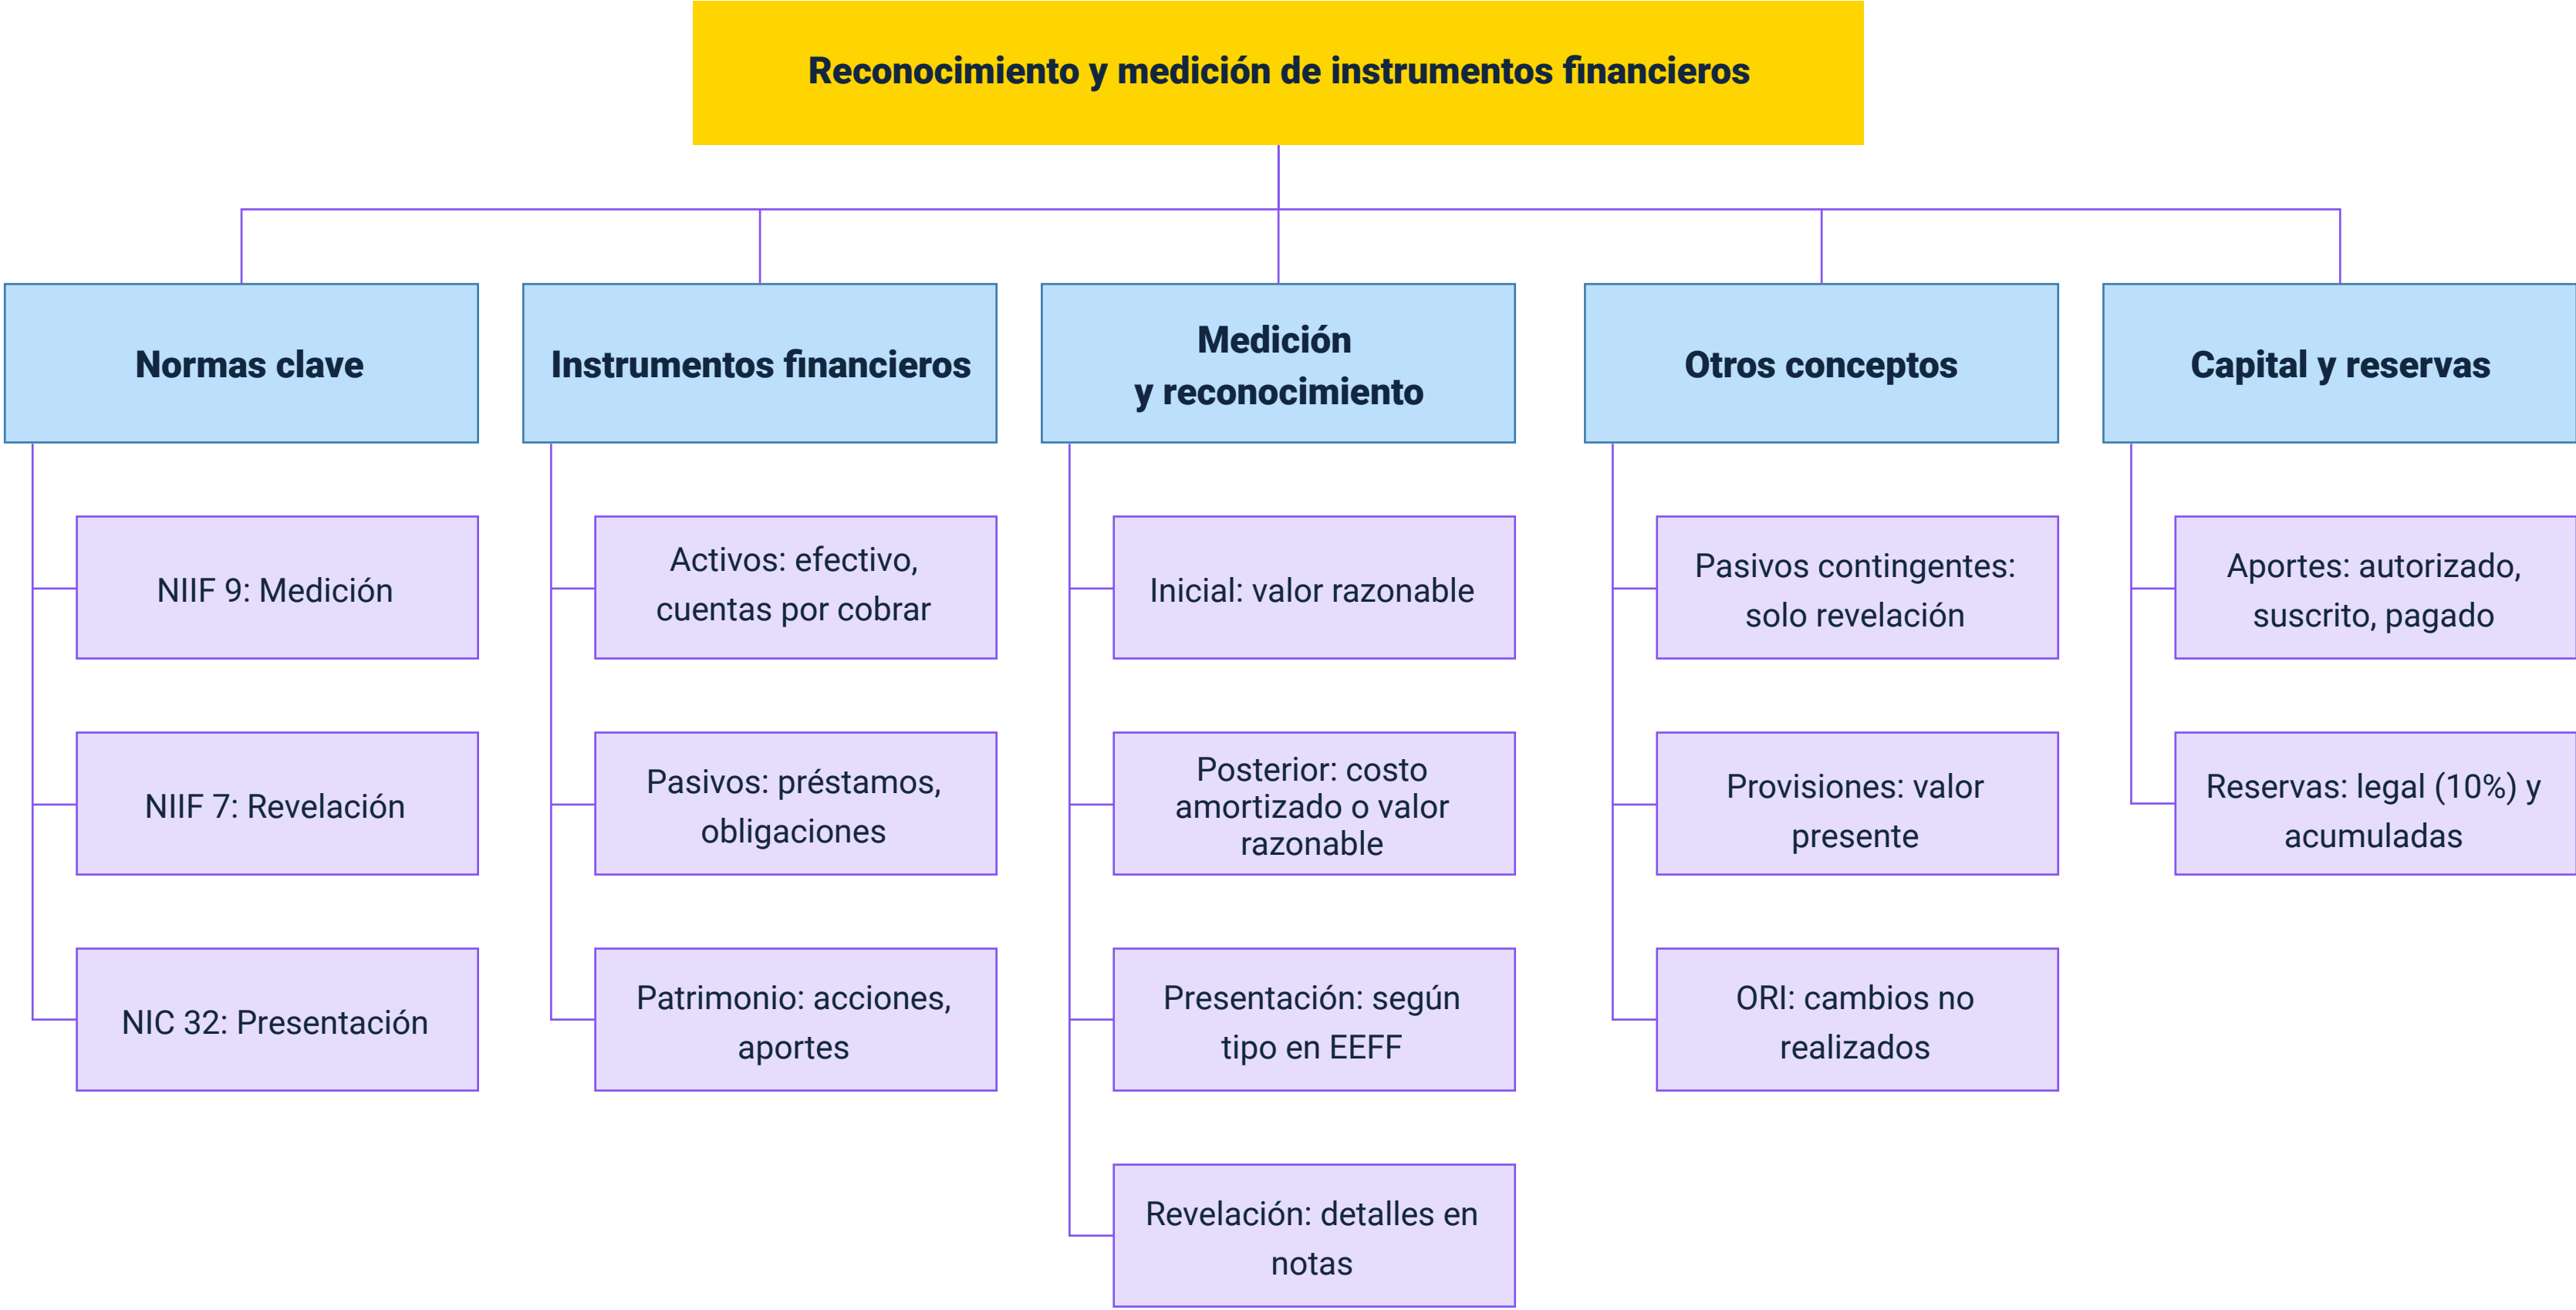 Reconocimiento y medición de instrumentos financieros
Normas clave
NIIF 9: Medición
NIIF 7: Revelación
NIC 32: Presentación
Instrumentos financieros
Activos: efectivo,
cuentas por cobrar
Pasivos: préstamos,
obligaciones
Patrimonio: acciones,
aportes
Medición
y reconocimiento
Inicial: valor razonable
Posterior: costo
amortizado o valor
razonable
Presentación: según
tipo en EEFF
Revelación: detalles en
notas
Otros conceptos
Pasivos contingentes:
solo revelación
Provisiones: valor
presente
ORI: cambios no
realizados
Capital y reservas
Aportes: autorizado,
suscrito, pagado
Reservas: legal (10%) y
acumuladas